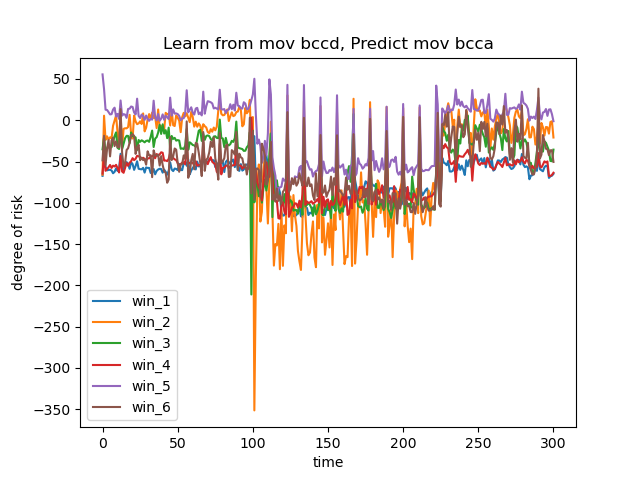 Learn from mov bccd, Predict mov bcca
degree of risk
50
0
−50
−100
−150
−200
−250
−300
−350
win_1
win_2
win_3
win_4
win_5
win_6
0 50 100 150 200 250 300
time